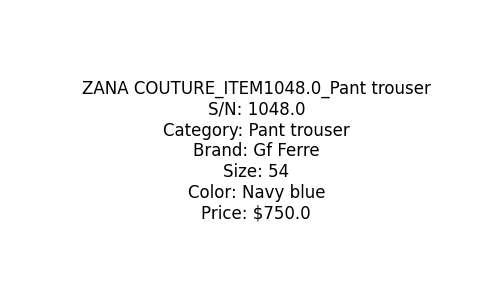 ZANA COUTURE_ITEM1048.0_Pant trouser
S/N: 1048.0
Category: Pant trouser
Brand: Gf Ferre
Size: 54
Color: Navy blue
Price: $750.0